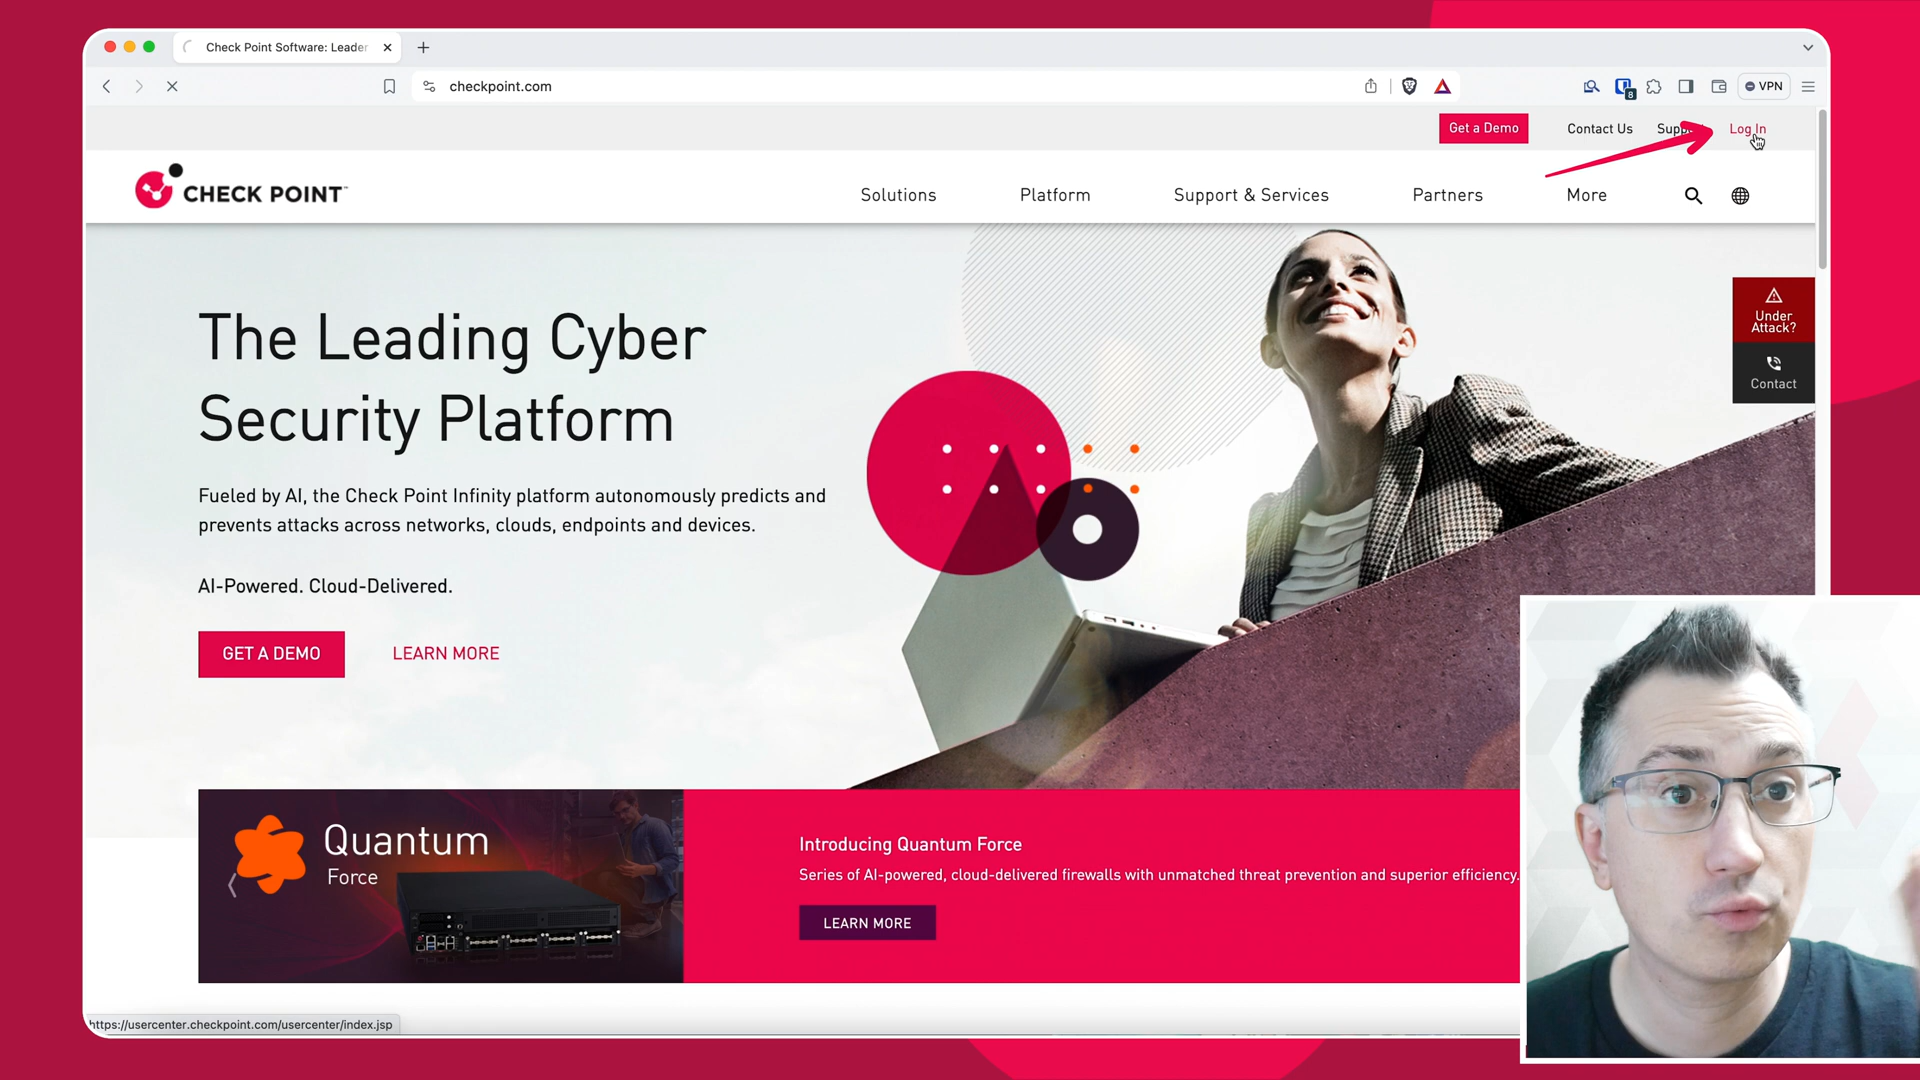 Check Point Software: Leader
checkpoint.com
8
VPN
Get a Demo
Contact Us
Support
Log In
CHECK POINT™
Solutions
Platform
Support & Services
Partners
More
The Leading Cyber
Security Platform
Under
Attack?
Contact
Fueled by AI, the Check Point Infinity platform autonomously predicts and
prevents attacks across networks, clouds, endpoints and devices.
AI-Powered. Cloud-Delivered.
GET A DEMO
LEARN MORE
Quantum
Force
Introducing Quantum Force
Series of AI-powered, cloud-delivered firewalls with unmatched threat prevention and superior efficiency.
LEARN MORE
https://usercenter.checkpoint.com/usercenter/index.jsp